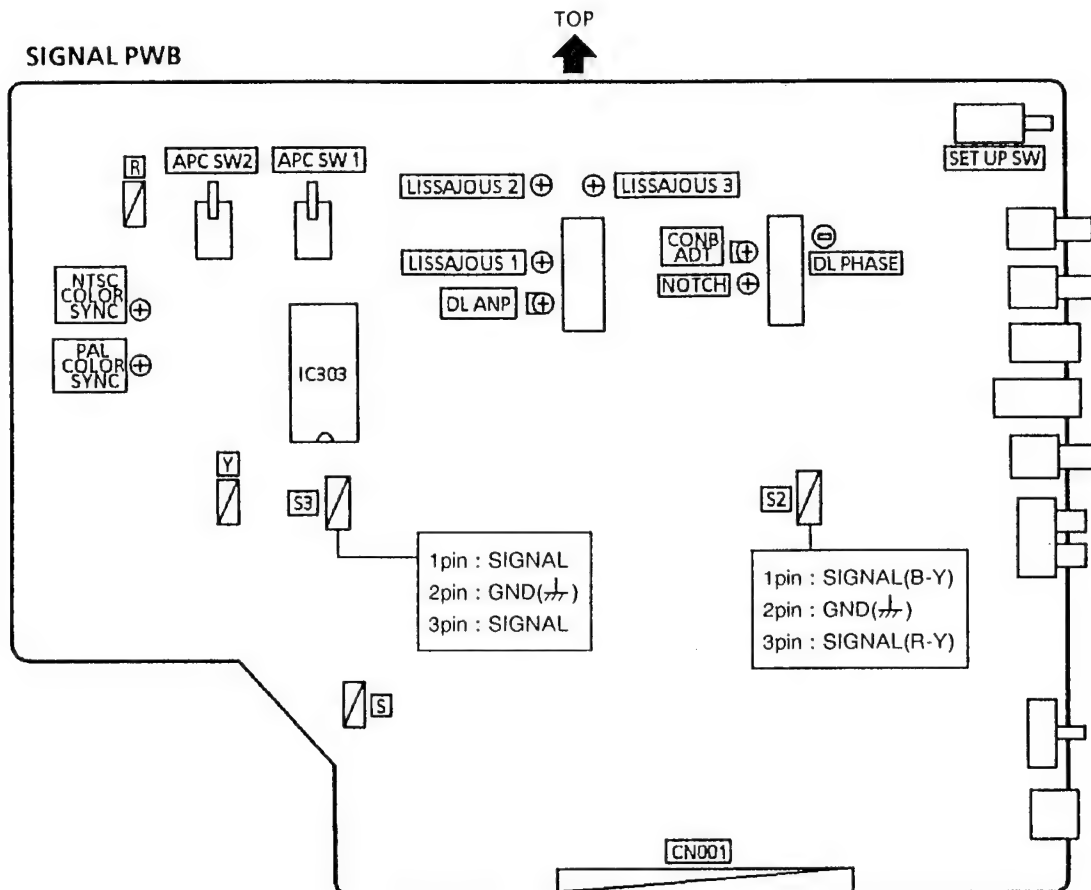 TOP
SIGNAL PWB
SET UP SW
R
APC SW2
APC SW 1
LISSAJOUS 2
LISSAJOUS 3
LISSAJOUS 1
CONB
ADT
DL PHASE
NTSC
COLOR
SYNC
DL ANP
NOTCH
PAL
COLOR
SYNC
IC303
Y
S3
S2
1pin : SIGNAL
2pin : GND( )
3pin : SIGNAL
1pin : SIGNAL(B-Y)
2pin : GND( )
3pin : SIGNAL(R-Y)
S
CN001